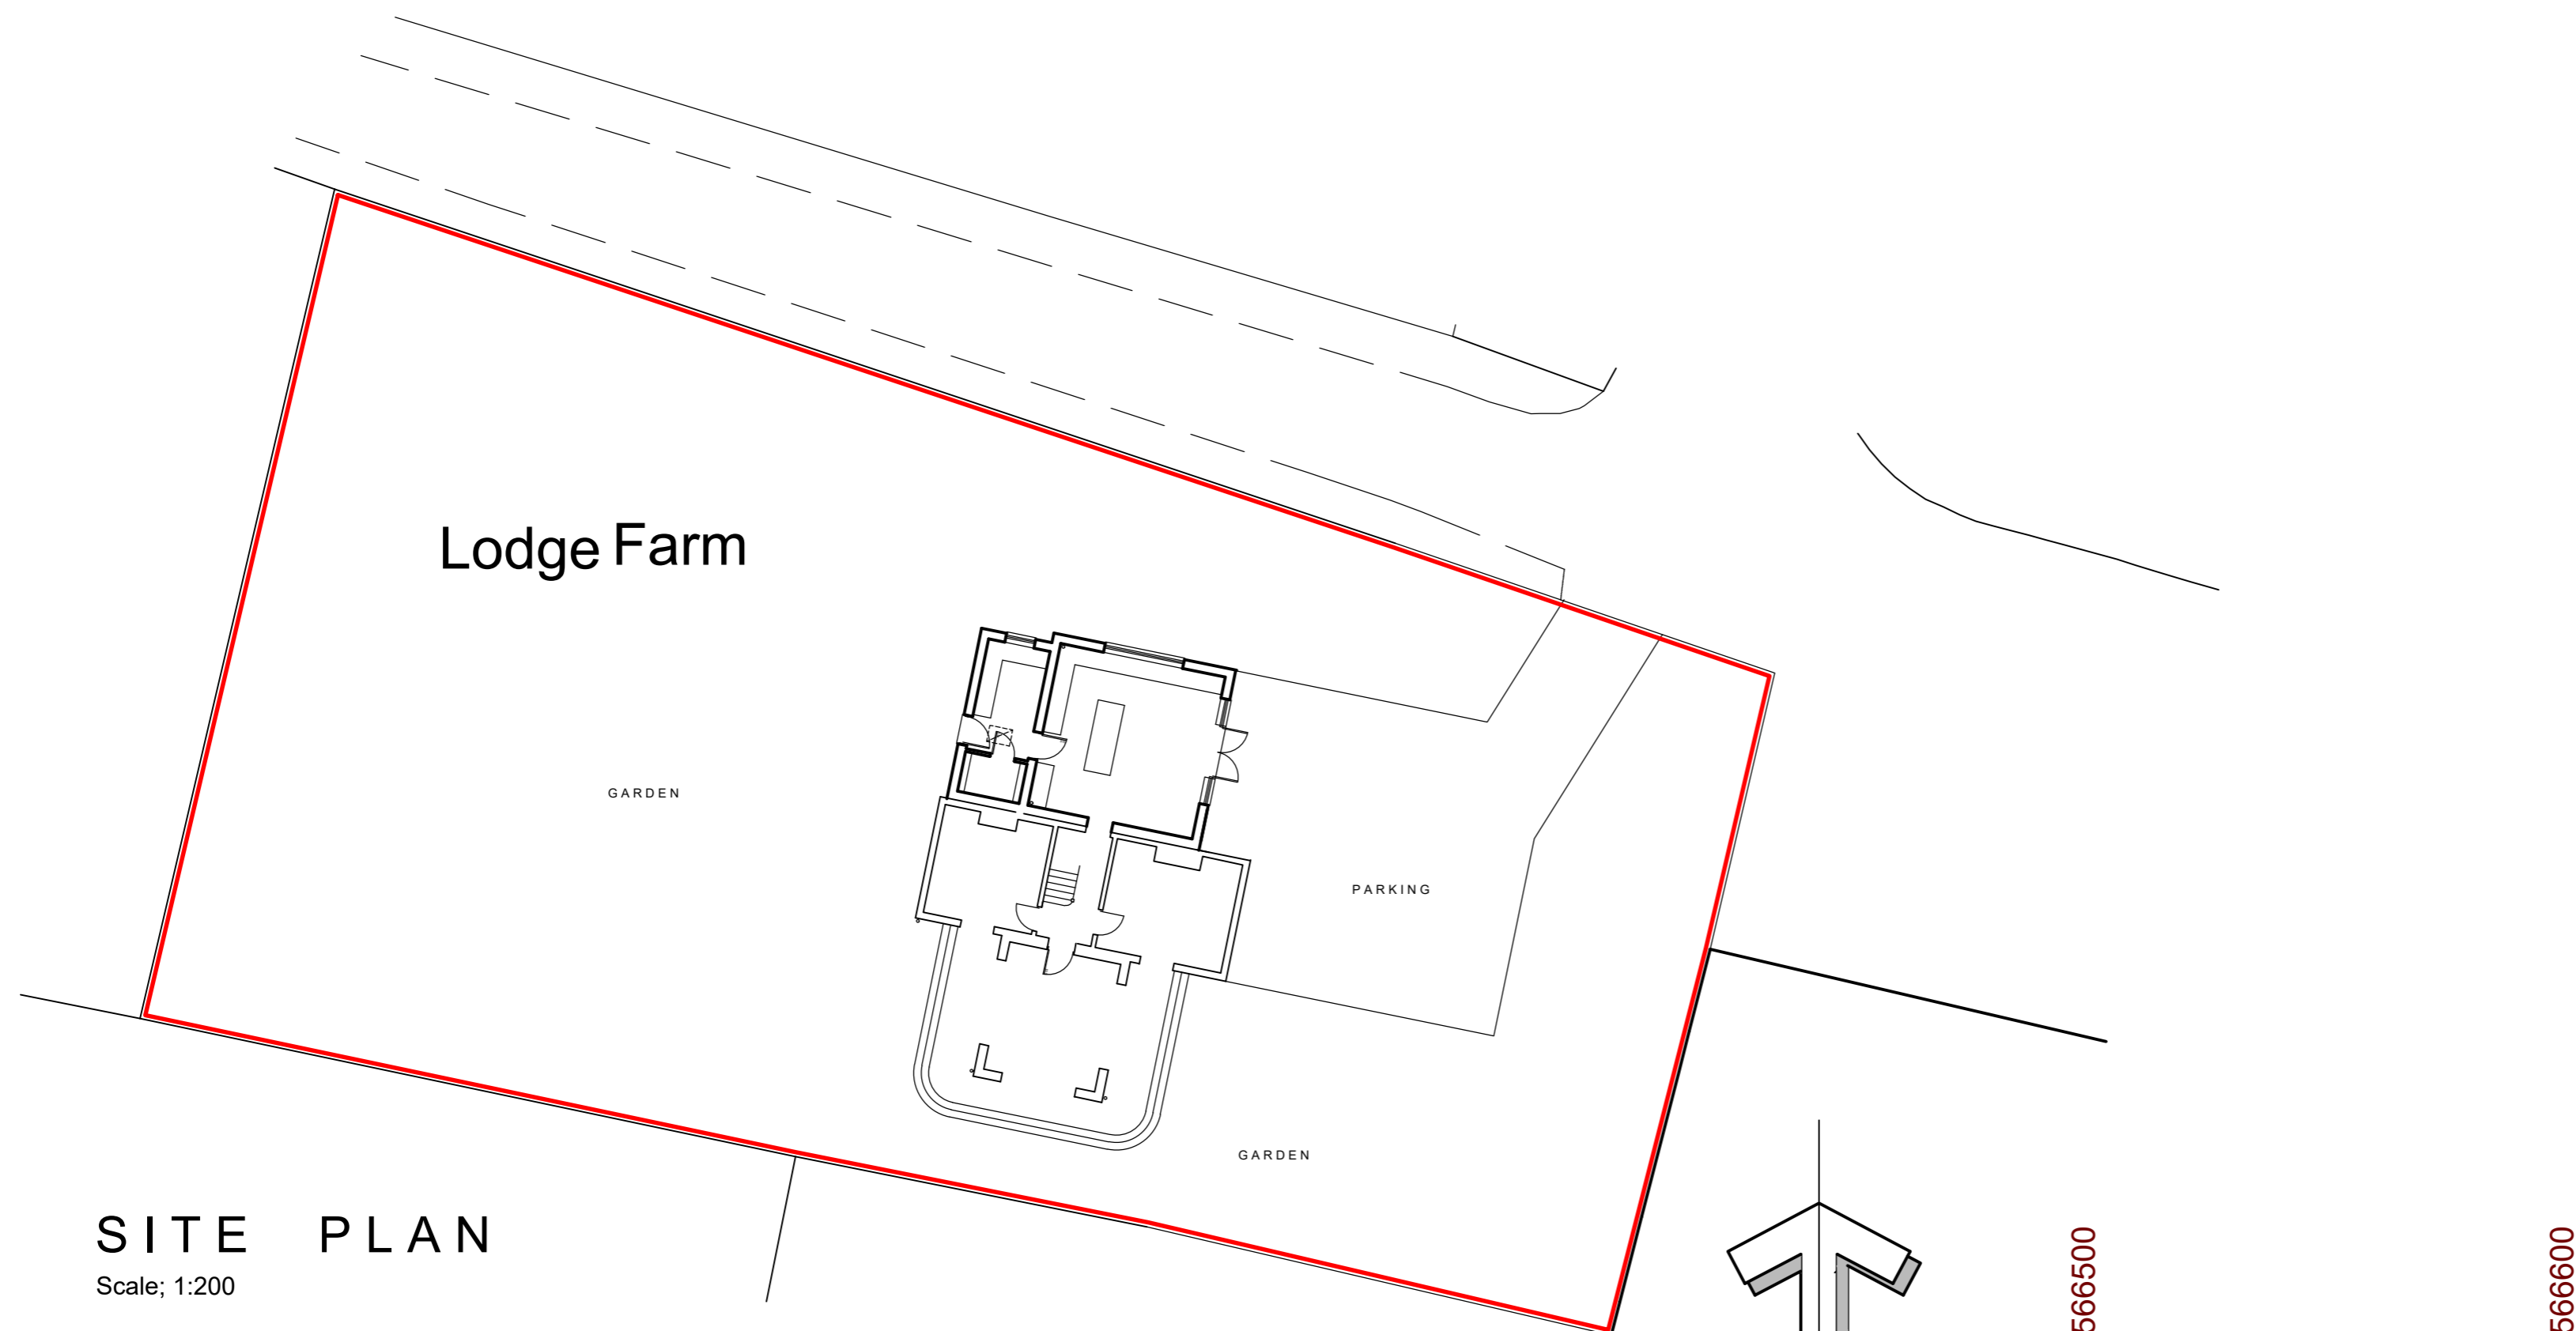 Lodge Farm
GARDEN
PARKING
GARDEN
SITE PLAN
Scale; 1:200
566500
566600